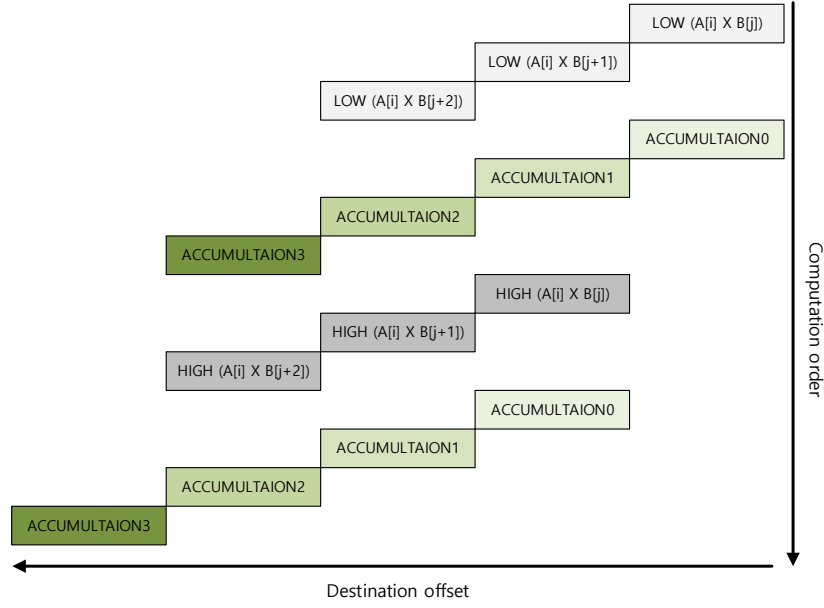 LOW (A[i] X B[j])
LOW (A[i] X B[j+1])
LOW (A[i] X B[j+2])
ACCUMULTAION0
ACCUMULTAION1
ACCUMULTAION2
ACCUMULTAION3
HIGH (A[i] X B[j])
HIGH (A[i] X B[j+1])
HIGH (A[i] X B[j+2])
ACCUMULTAION0
ACCUMULTAION1
ACCUMULTAION2
ACCUMULTAION3
Computation order
Destination offset